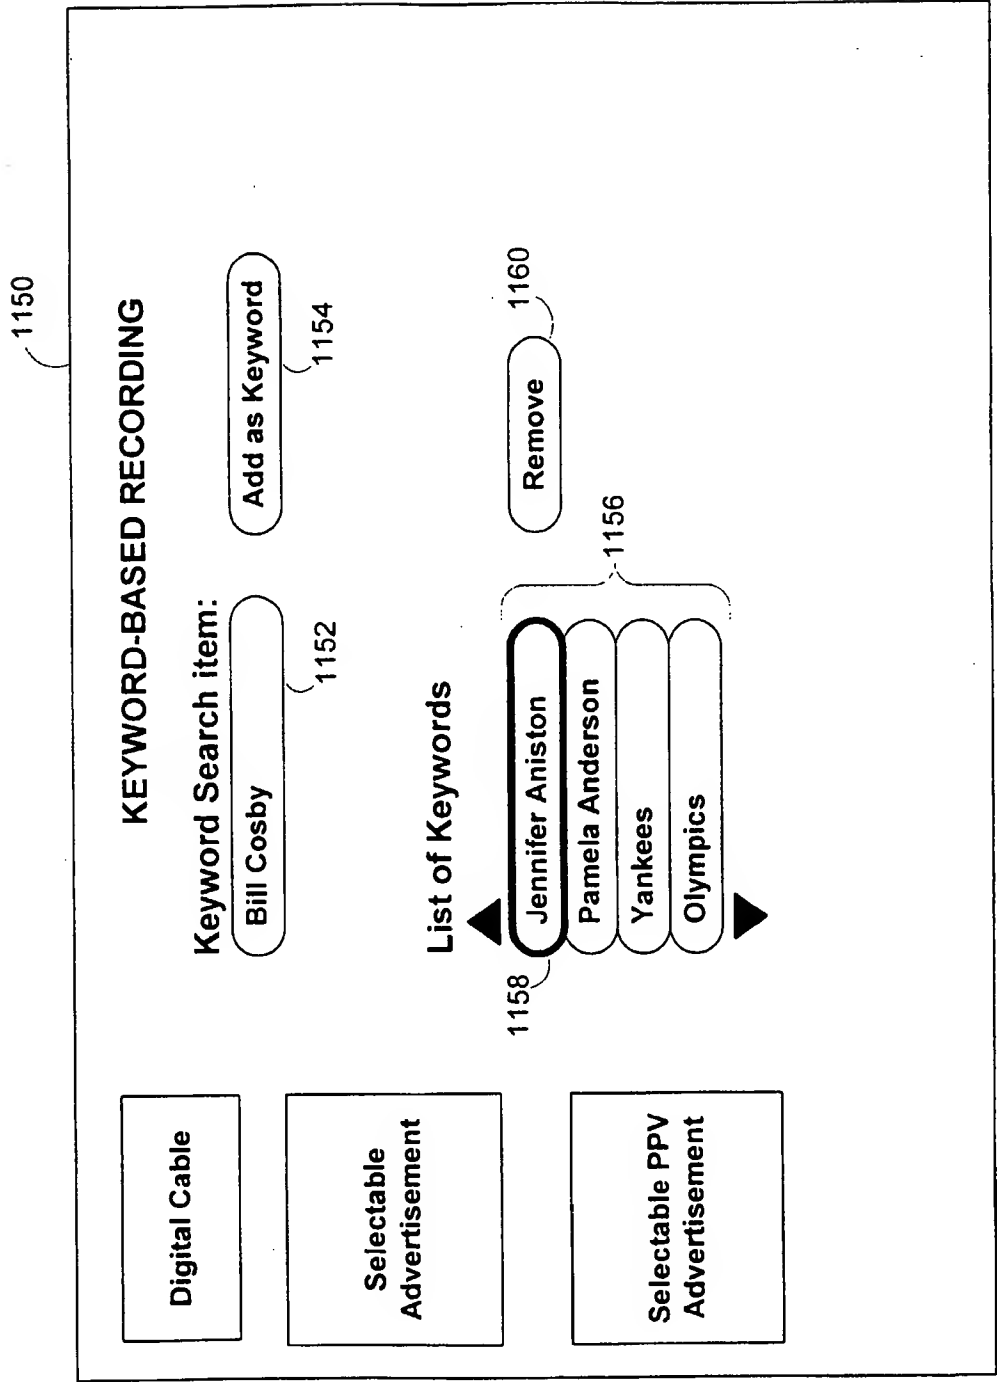 1150
KEYWORD-BASED RECORDING
Digital Cable
Selectable
Advertisement
Selectable PPV
Advertisement
Keyword Search item:
Bill Cosby
1152
Add as Keyword
1154
List of Keywords
1158
Jennifer Aniston
Pamela Anderson
Yankees
Olympics
1156
Remove
1160